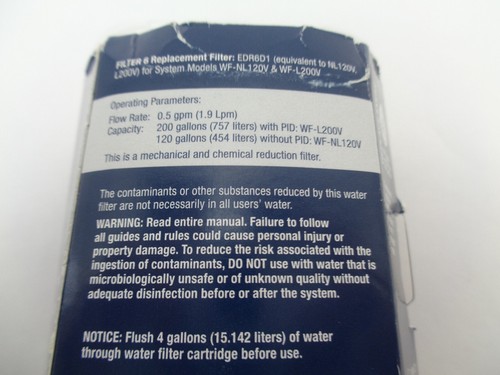 FILTER 6 Replacement Filter: EDR6D1 (equivalent to NL120V,
L200V) for System Models WF-NL120V & WF-L200V
Operating Parameters:
Flow Rate: 0.5 gpm (1.9 Lpm)
Capacity: 200 gallons (757 liters) with PID: WF-L200V
120 gallons (454 liters) without PID: WF-NL120V
This is a mechanical and chemical reduction filter.
The contaminants or other substances reduced by this water
filter are not necessarily in all users' water.
WARNING: Read entire manual. Failure to follow
all guides and rules could cause personal injury or
property damage. To reduce the risk associated with the
ingestion of contaminants, DO NOT use with water that is
microbiologically unsafe or of unknown quality without
adequate disinfection before or after the system.
NOTICE: Flush 4 gallons (15.142 liters) of water
through water filter cartridge before use.